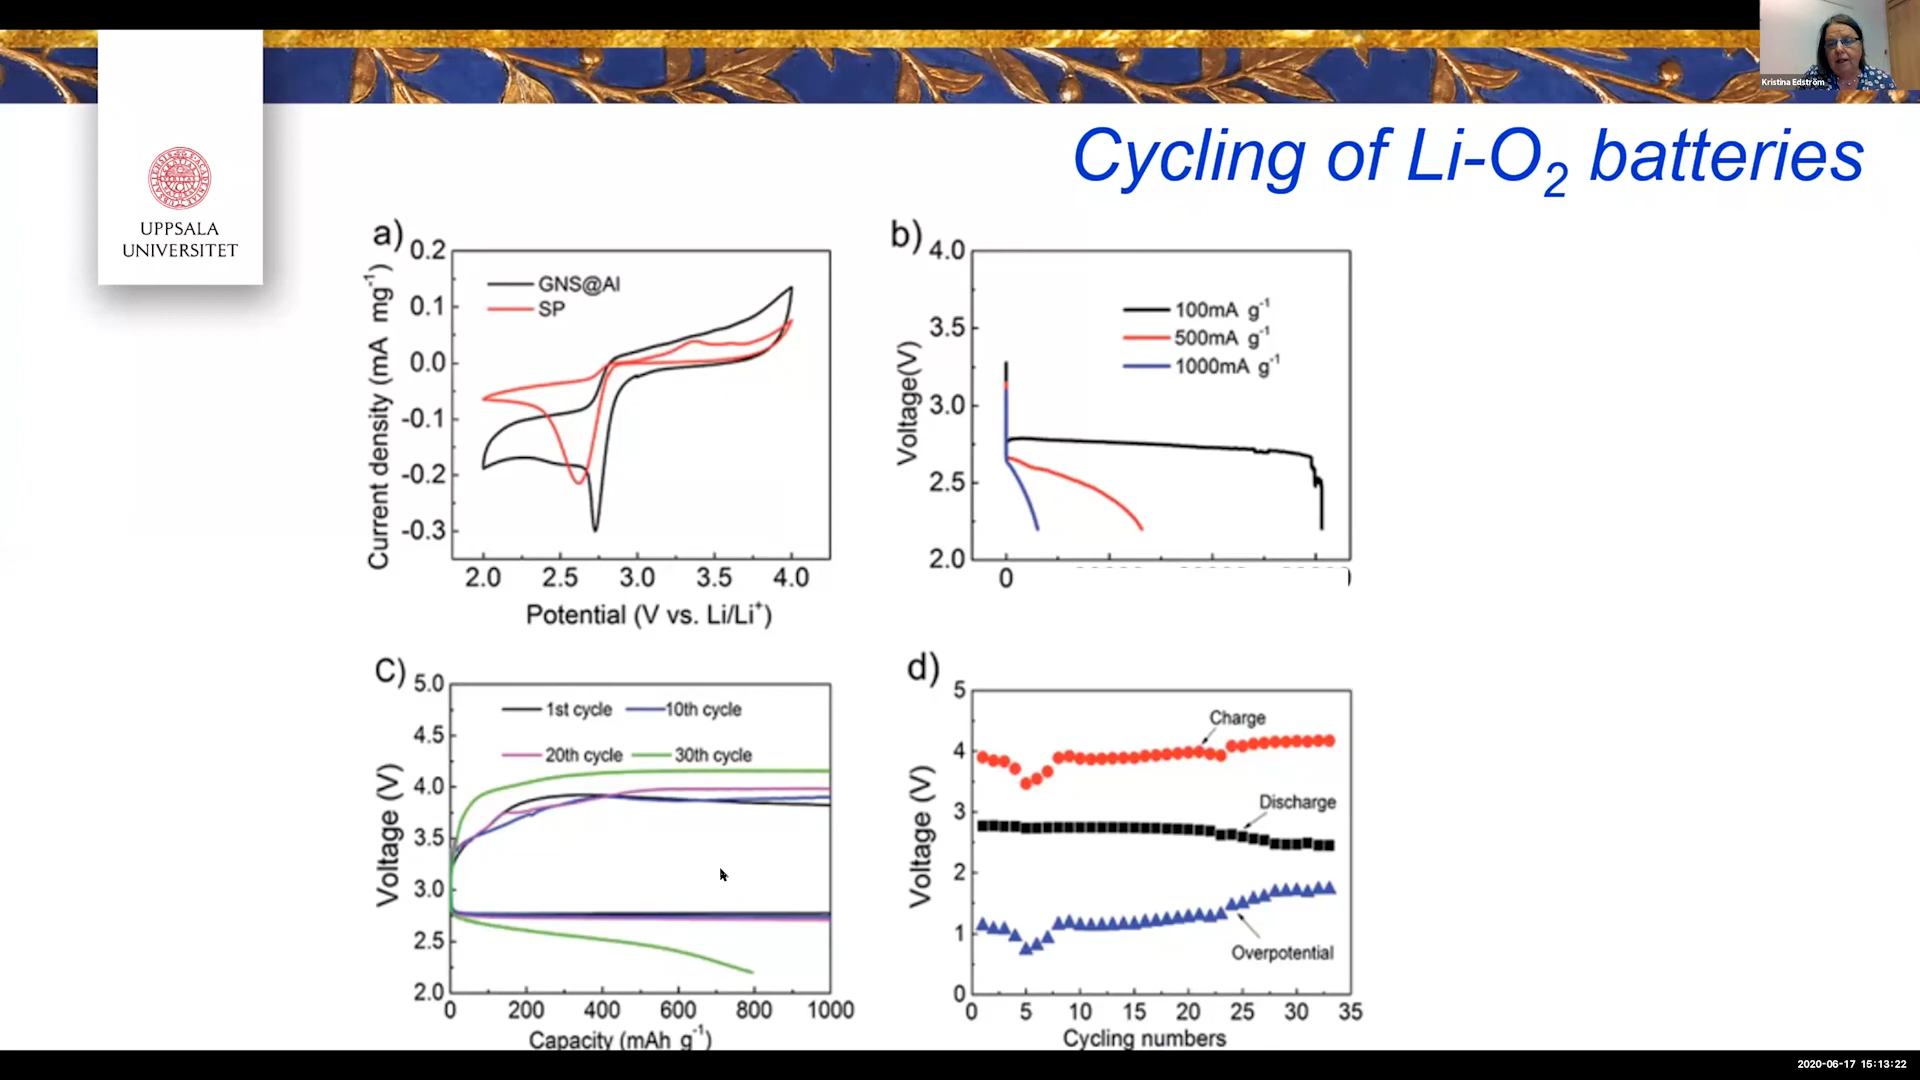 Kristina Edström
Cycling of Li-O2 batteries
UPPSALA
UNIVERSITET
a)
0.2
0.1
0.0
-0.1
-0.2
-0.3
Current density (mA mg-1)
GNS@Al
SP
2.0 2.5 3.0 3.5 4.0
Potential (V vs. Li/Li+)
b)
4.0
3.5
3.0
2.5
2.0
Voltage(V)
100mA g-1
500mA g-1
1000mA g-1
0
c)
5.0
4.5
4.0
3.5
3.0
2.5
2.0
Voltage (V)
1st cycle 10th cycle
20th cycle 30th cycle
0 200 400 600 800 1000
Capacity (mAh g-1)
d)
5
4
3
2
1
0
Voltage (V)
Charge
Discharge
Overpotential
0 5 10 15 20 25 30 35
Cycling numbers
2020-06-17 15:13:22